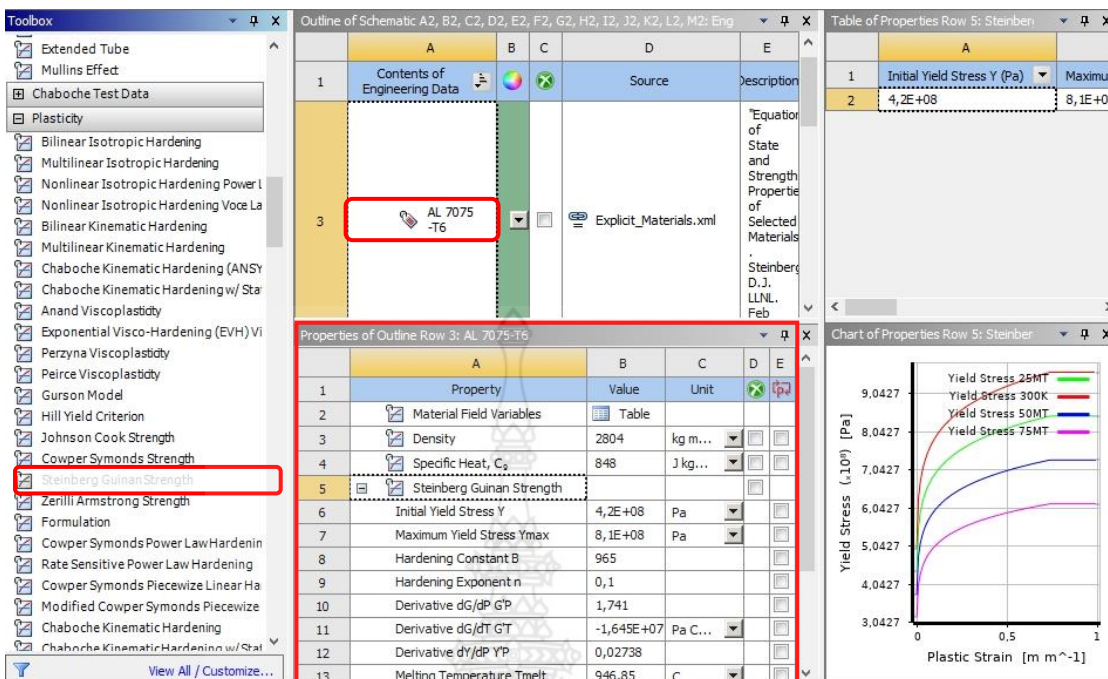 Toolbox
Extended Tube
Mullins Effect
Chaboche Test Data
Plasticity
Bilinear Isotropic Hardening
Multilinear Isotropic Hardening
Nonlinear Isotropic Hardening Power L
Nonlinear Isotropic Hardening Voce La
Bilinear Kinematic Hardening
Multilinear Kinematic Hardening
Chaboche Kinematic Hardening (ANSY
Chaboche Kinematic Hardening w/ Sta
Anand Viscoplasticity
Exponential Visco-Hardening (EVH) Vi
Perzyna Viscoplasticity
Peirce Viscoplasticity
Gurson Model
Hill Yield Criterion
Johnson Cook Strength
Cowper Symonds Strength
Steinberg Guinan Strength
Zerilli Armstrong Strength
Formulation
Cowper Symonds Power Law Hardenin
Rate Sensitive Power Law Hardening
Cowper Symonds Piecewize Linear Ha
Modified Cowper Symonds Piecewize
Chaboche Kinematic Hardening
Chaboche Kinematic Hardening w/ Stat
View All / Customize...
Outline of Schematic A2, B2, C2, D2, E2, F2, G2, H2, I2, J2, K2, L2, M2: Eng
A B C D E
1 Contents of Engineering Data Source Description
3 AL 7075
-T6
Explicit_Materials.xml
"Equation
of
State
and
Strength
Propertie
of
Selected
Materials
.
Steinberg
D.J.
LLNL.
Feb
Properties of Outline Row 3: AL 7075-T6
A B C D E
1 Property Value Unit
2 Material Field Variables Table
3 Density 2804 kg m...
4 Specific Heat, Cₚ 848 J kg...
5 Steinberg Guinan Strength
6 Initial Yield Stress Y 4,2E+08 Pa
7 Maximum Yield Stress Ymax 8,1E+08 Pa
8 Hardening Constant B 965
9 Hardening Exponent n 0,1
10 Derivative dG/dP G'P 1,741
11 Derivative dG/dT G'T -1,645E+07 Pa C...
12 Derivative dY/dP Y'P 0,02738
13 Melting Temperature Tmelt 946,85 C
Table of Properties Row 5: Steinber
A
1 Initial Yield Stress Y (Pa) Maximu
2 4,2E+08 8,1E+0
Chart of Properties Row 5: Steinber
Yield Stress 25MT
Yield Stress 300K
Yield Stress 50MT
Yield Stress 75MT
Yield Stress (x10⁸) [Pa]
9,0427
8,0427
7,0427
6,0427
5,0427
4,0427
3,0427
0 0,5 1
Plastic Strain [m m^-1]